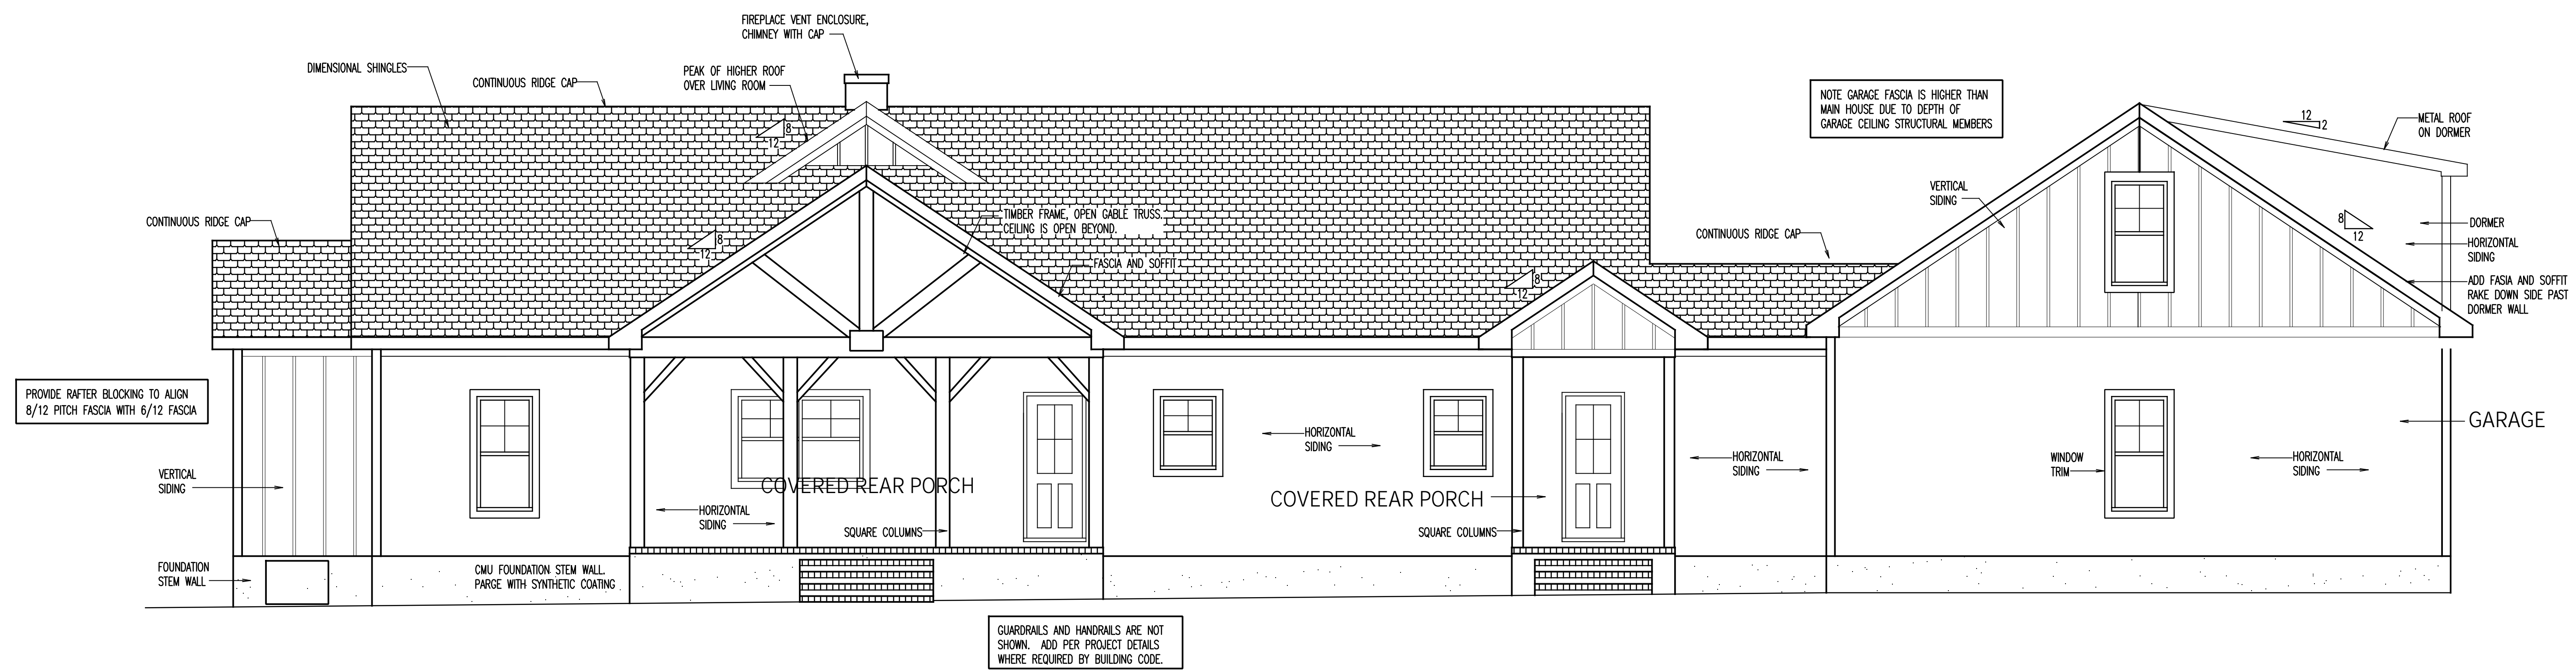 FIREPLACE VENT ENCLOSURE,
CHIMNEY WITH CAP
DIMENSIONAL SHINGLES
CONTINUOUS RIDGE CAP
PEAK OF HIGHER ROOF
OVER LIVING ROOM
8
12
NOTE GARAGE FASCIA IS HIGHER THAN
MAIN HOUSE DUE TO DEPTH OF
GARAGE CEILING STRUCTURAL MEMBERS
12
2
METAL ROOF
ON DORMER
VERTICAL
SIDING
CONTINUOUS RIDGE CAP
TIMBER FRAME, OPEN GABLE TRUSS.
CEILING IS OPEN BEYOND.
8
12
FASCIA AND SOFFIT
CONTINUOUS RIDGE CAP
8
12
8
12
DORMER
HORIZONTAL
SIDING
ADD FASIA AND SOFFIT
RAKE DOWN SIDE PAST
DORMER WALL
PROVIDE RAFTER BLOCKING TO ALIGN
8/12 PITCH FASCIA WITH 6/12 FASCIA
GARAGE
HORIZONTAL
SIDING
HORIZONTAL
SIDING
WINDOW
TRIM
HORIZONTAL
SIDING
VERTICAL
SIDING
COVERED REAR PORCH
COVERED REAR PORCH
HORIZONTAL
SIDING
SQUARE COLUMNS
SQUARE COLUMNS
FOUNDATION
STEM WALL
CMU FOUNDATION STEM WALL.
PARGE WITH SYNTHETIC COATING
GUARDRAILS AND HANDRAILS ARE NOT
SHOWN. ADD PER PROJECT DETAILS
WHERE REQUIRED BY BUILDING CODE.